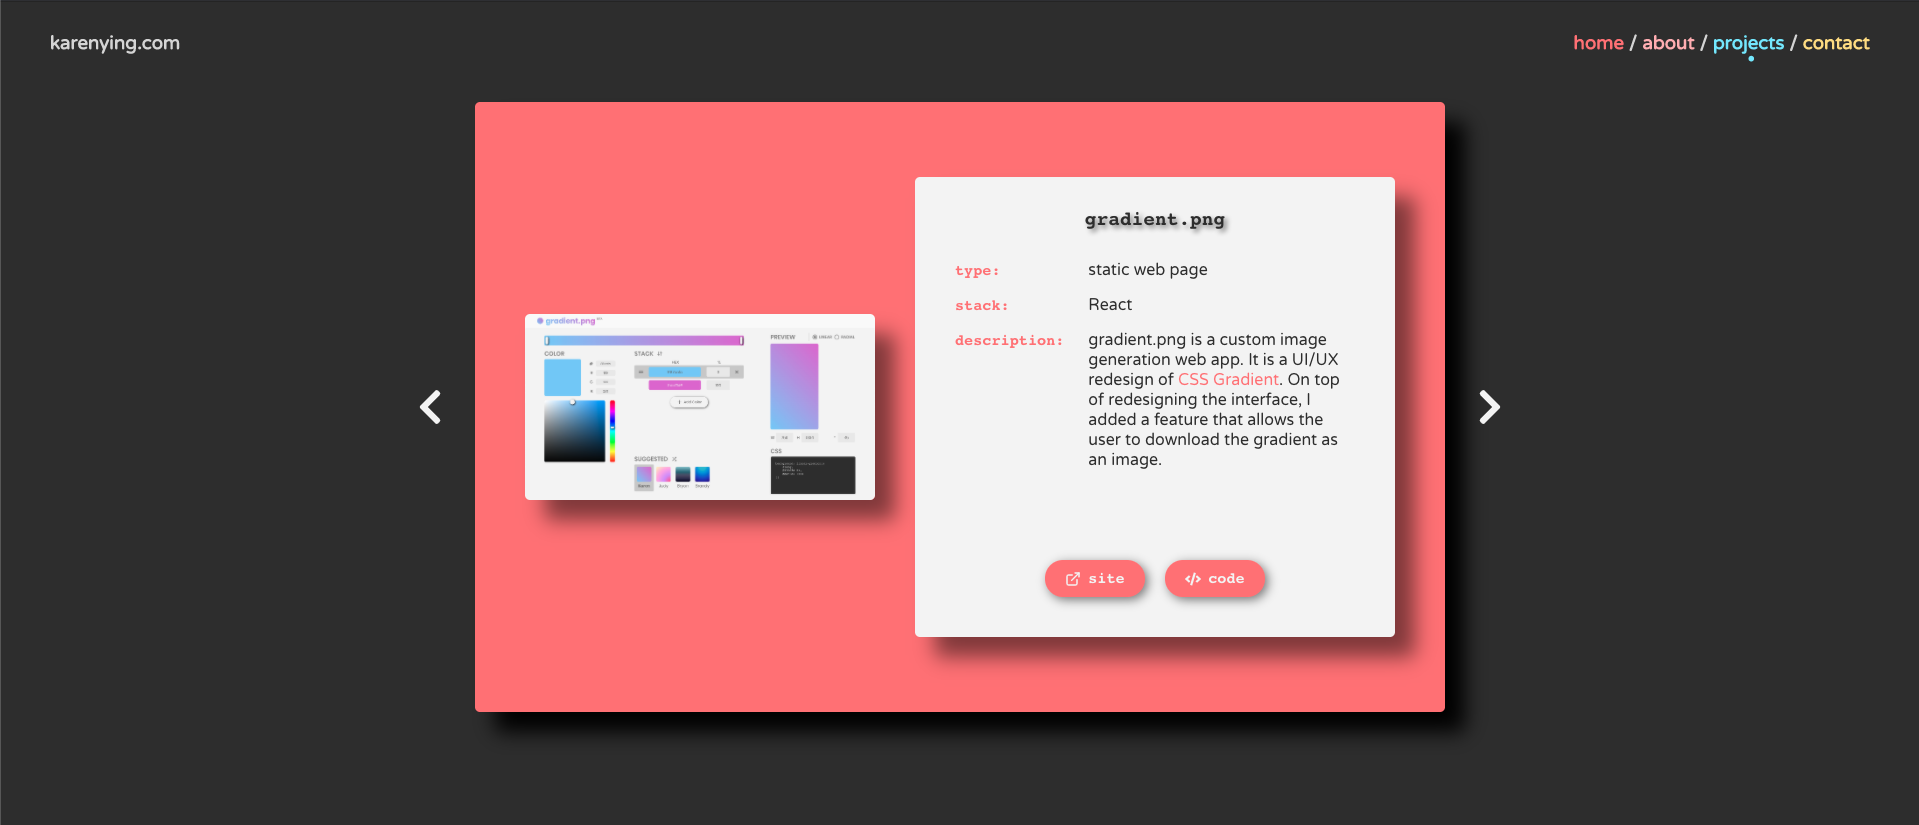 karenying.com
home / about / projects / contact
gradient.png
type:
static web page
stack:
React
description:
gradient.png is a custom image
generation web app. It is a UI/UX
redesign of CSS Gradient. On top
of redesigning the interface, I
added a feature that allows the
user to download the gradient as
an image.
site
code
gradient.png
COLOR
STACK
PREVIEW
SUGGESTED
CSS